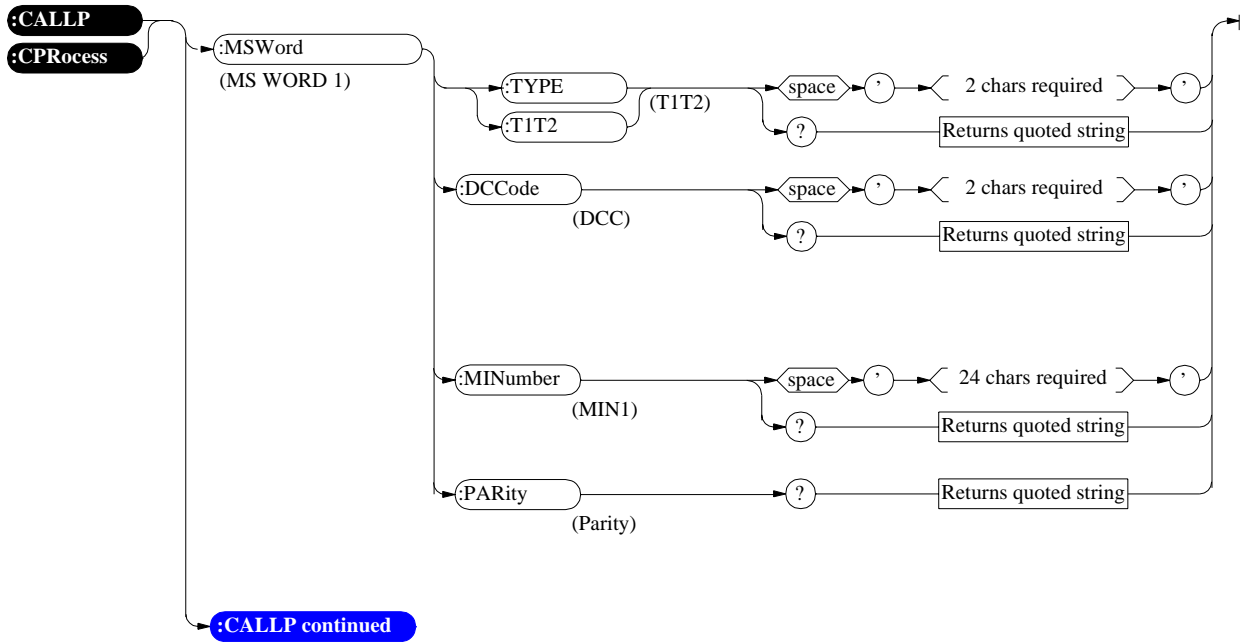 :CALLP
:CPRocess
:MSWord
(MS WORD 1)
:TYPE
:T1T2
(T1T2)
space ’ 2 chars required ’
? Returns quoted string
:DCCode
(DCC)
space ’ 2 chars required ’
? Returns quoted string
:MINumber
(MIN1)
space ’ 24 chars required ’
? Returns quoted string
:PARity
(Parity)
? Returns quoted string
:CALLP continued